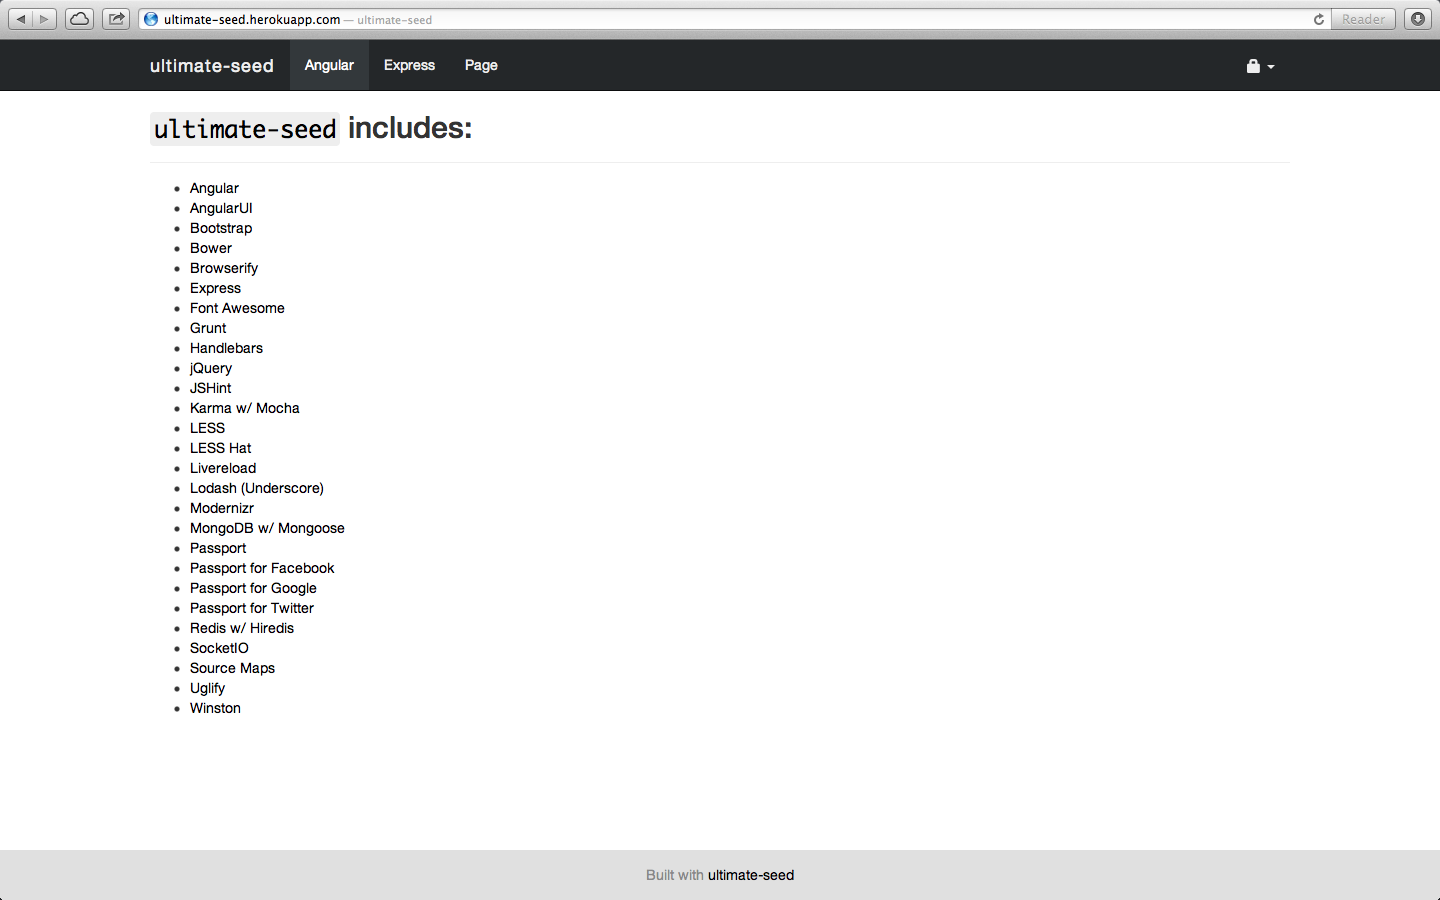 ultimate-seed.herokuapp.com — ultimate-seed
Reader
ultimate-seed Angular Express Page
ultimate-seed includes:
Angular
AngularUI
Bootstrap
Bower
Browserify
Express
Font Awesome
Grunt
Handlebars
jQuery
JSHint
Karma w/ Mocha
LESS
LESS Hat
Livereload
Lodash (Underscore)
Modernizr
MongoDB w/ Mongoose
Passport
Passport for Facebook
Passport for Google
Passport for Twitter
Redis w/ Hiredis
SocketIO
Source Maps
Uglify
Winston
Built with ultimate-seed